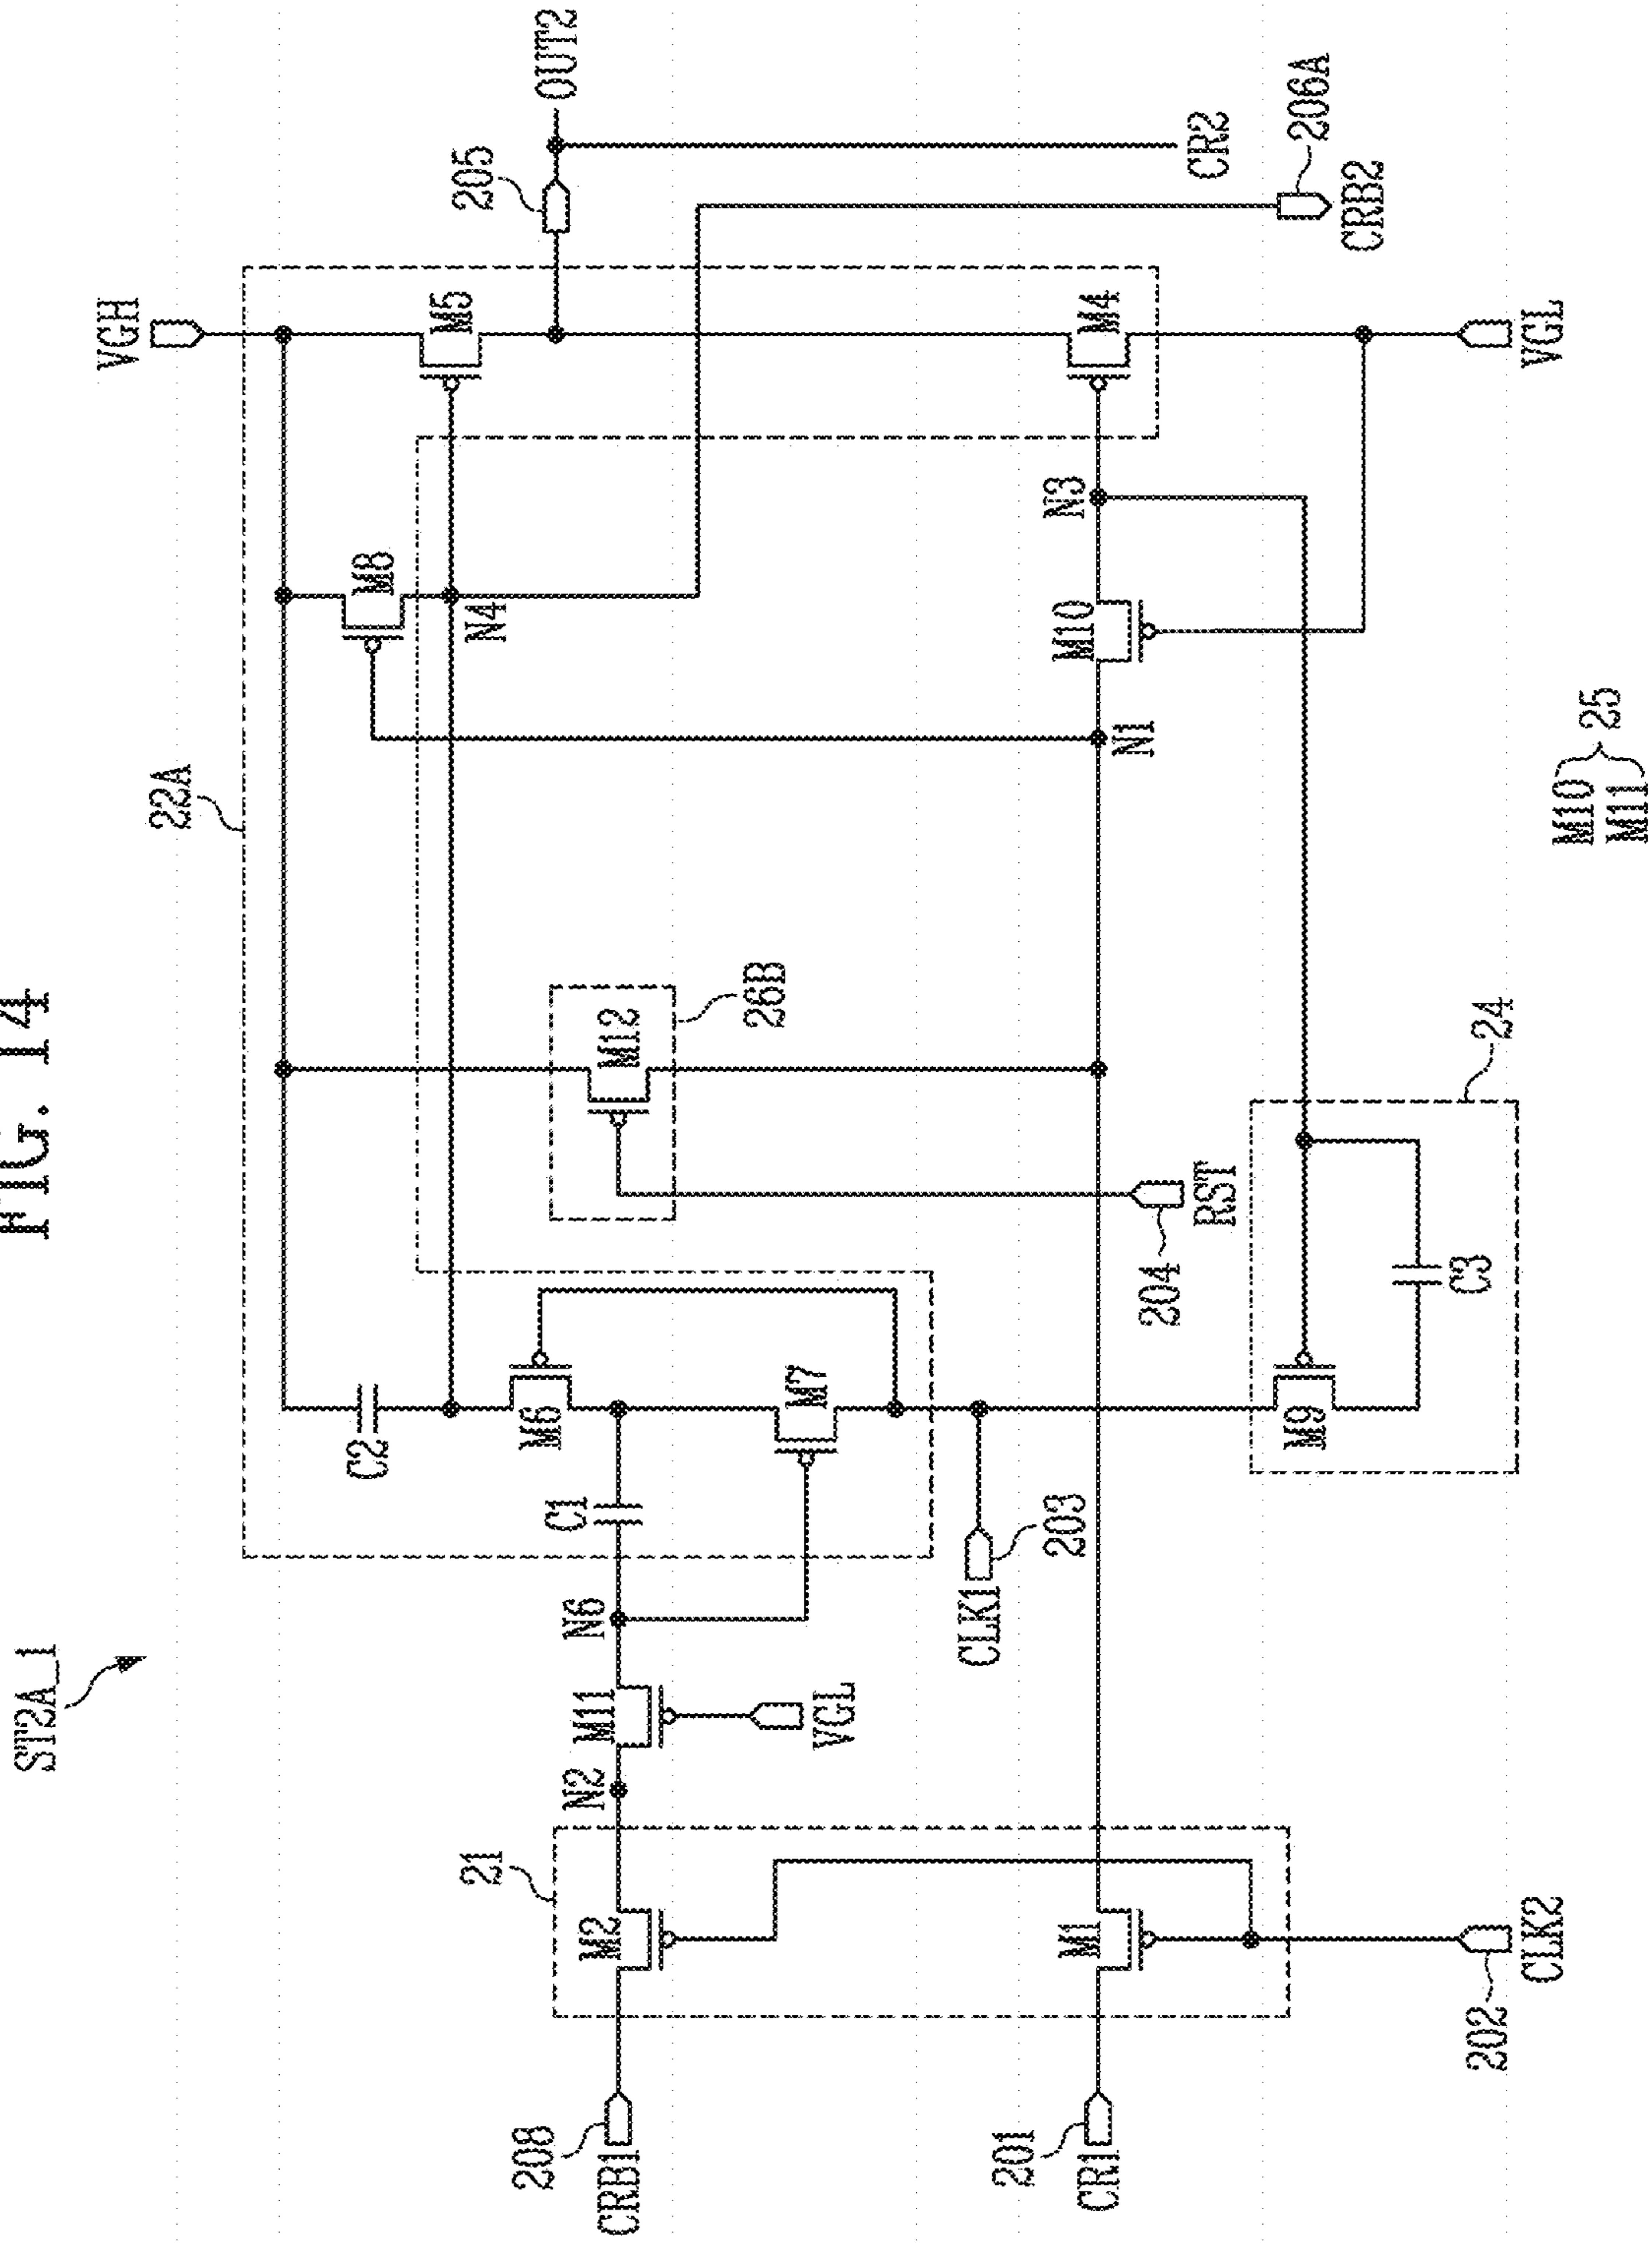 FIG. 14
ST2A_1
22A
VGH
C2
M8
M5
205
OUT2
N4
M6
M12
26B
208
CRB1
21
M2
N2
M11
N6
C1
M7
VGL
CLK1
203
204
RST
N1
M10
N3
M4
CR2
206A
CRB2
201
CR1
M1
M9
C3
24
202
CLK2
VGL
M10
M11
25